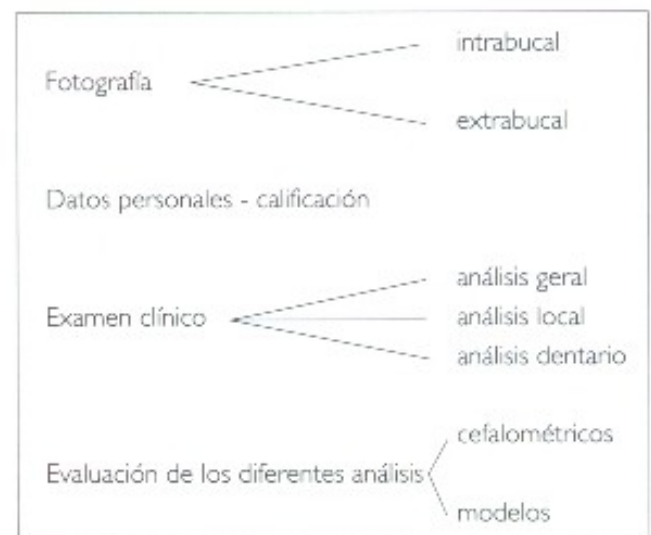 intrabucal
Fotografía
extrabucal
Datos personales - calificación
análisis geral
Examen clínico
análisis local
análisis dentario
cefalométricos
Evaluación de los diferentes análisis
modelos